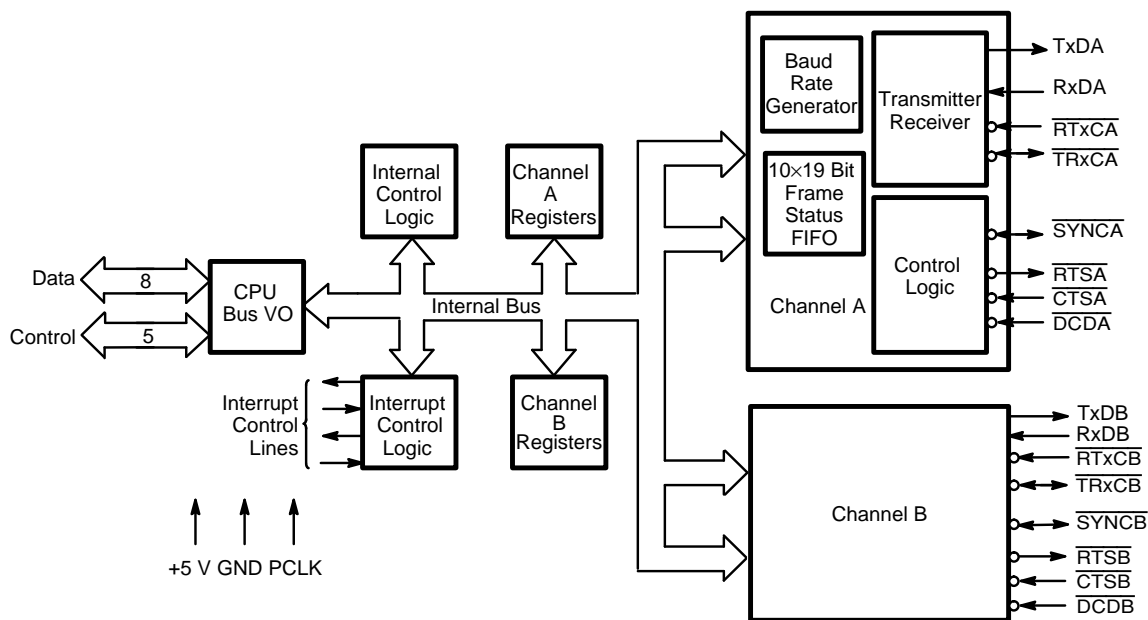 Baud
Rate
Generator
Transmitter
Receiver
10×19 Bit
Frame
Status
FIFO
Control
Logic
Channel A
TxDA
RxDA
RTxCA
TRxCA
SYNCA
RTSA
CTSA
DCDA
Internal
Control
Logic
Channel
A
Registers
Data
8
Control
5
CPU
Bus VO
Internal Bus
Interrupt
Control
Lines
Interrupt
Control
Logic
Channel
B
Registers
+5 V GND PCLK
Channel B
TxDB
RxDB
RTxCB
TRxCB
SYNCB
RTSB
CTSB
DCDB